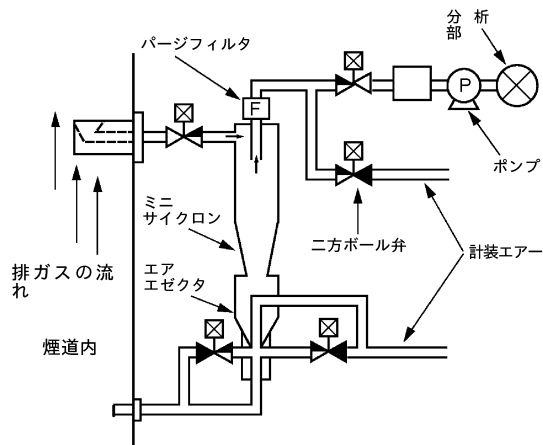 分析
部
パージフィルタ
F
P
ポンプ
ミニ
サイクロン
二方ボール弁
計装エアー
排ガスの流
れ
エア
エゼクタ
煙道内